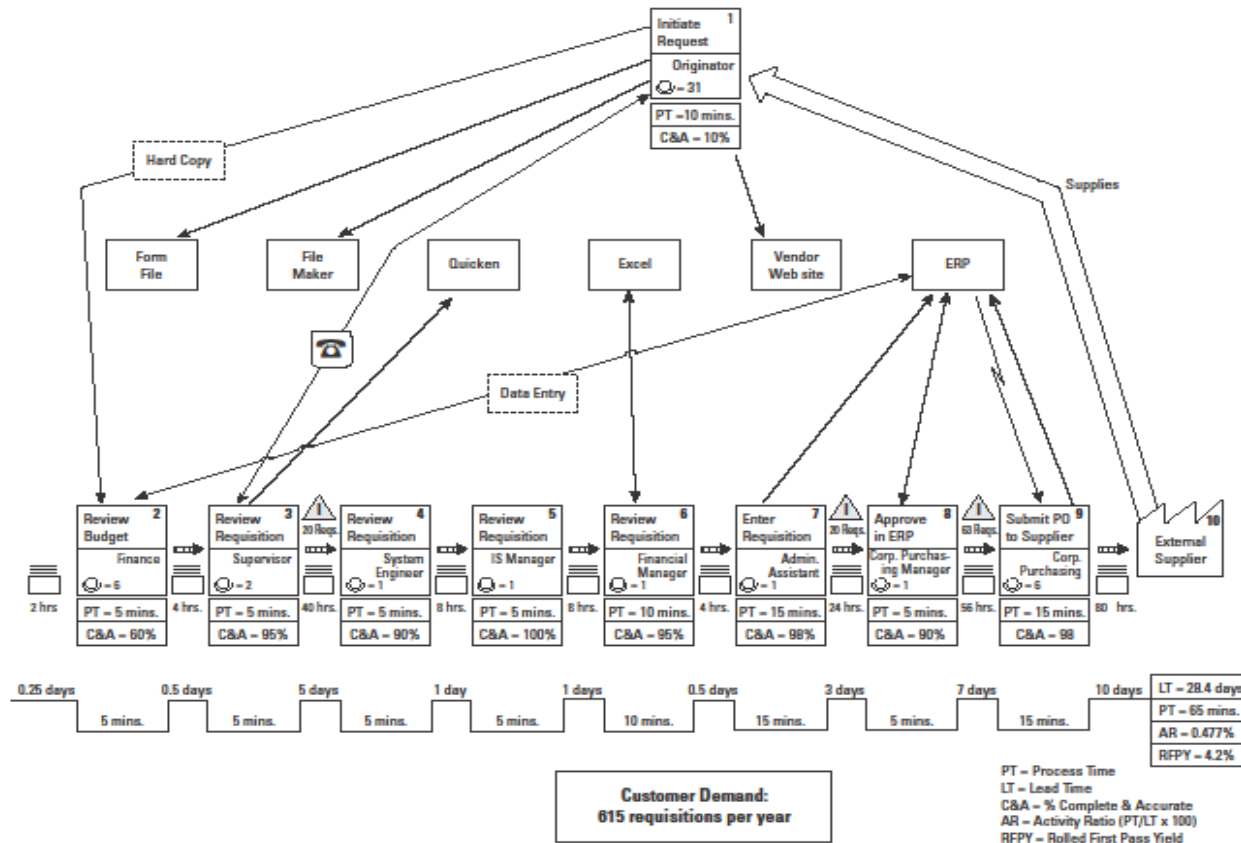 Initiate 1
Request
Originator
= 31
PT =10 mins.
C&A = 10%
Hard Copy
Supplies
Form
File
File
Maker
Quicken
Excel
Vendor
Web site
ERP
Data Entry
Review 2
Budget
Finance
= 6
PT = 5 mins.
C&A = 60%
Review 3
Requisition
Supervisor
= 2
PT = 5 mins.
C&A = 95%
I
20 Reqs.
Review 4
Requisition
System
Engineer
= 1
PT = 5 mins.
C&A = 90%
Review 5
Requisition
IS Manager
= 1
PT = 5 mins.
C&A = 100%
Review 6
Requisition
Financial
Manager
= 1
PT = 10 mins.
C&A = 95%
Enter 7
Requisition
Admin.
Assistant
= 1
PT = 15 mins.
C&A = 98%
I
20 Reqs.
Approve 8
in ERP
Corp. Purchas-
ing Manager
= 1
PT = 5 mins.
C&A = 90%
I
63 Reqs.
Submit PO 9
to Supplier
Corp.
Purchasing
= 6
PT = 15 mins.
C&A = 98
10
External
Supplier
2 hrs
4 hrs.
40 hrs.
8 hrs.
8 hrs.
4 hrs.
24 hrs.
56 hrs.
80 hrs.
0.25 days
0.5 days
5 days
1 day
1 days
0.5 days
3 days
7 days
10 days
5 mins.
5 mins.
5 mins.
5 mins.
10 mins.
15 mins.
5 mins.
15 mins.
LT = 28.4 days
PT = 65 mins.
AR = 0.477%
RFPY = 4.2%
Customer Demand:
615 requisitions per year
PT = Process Time
LT = Lead Time
C&A = % Complete & Accurate
AR = Activity Ratio (PT/LT x 100)
RFPY = Rolled First Pass Yield